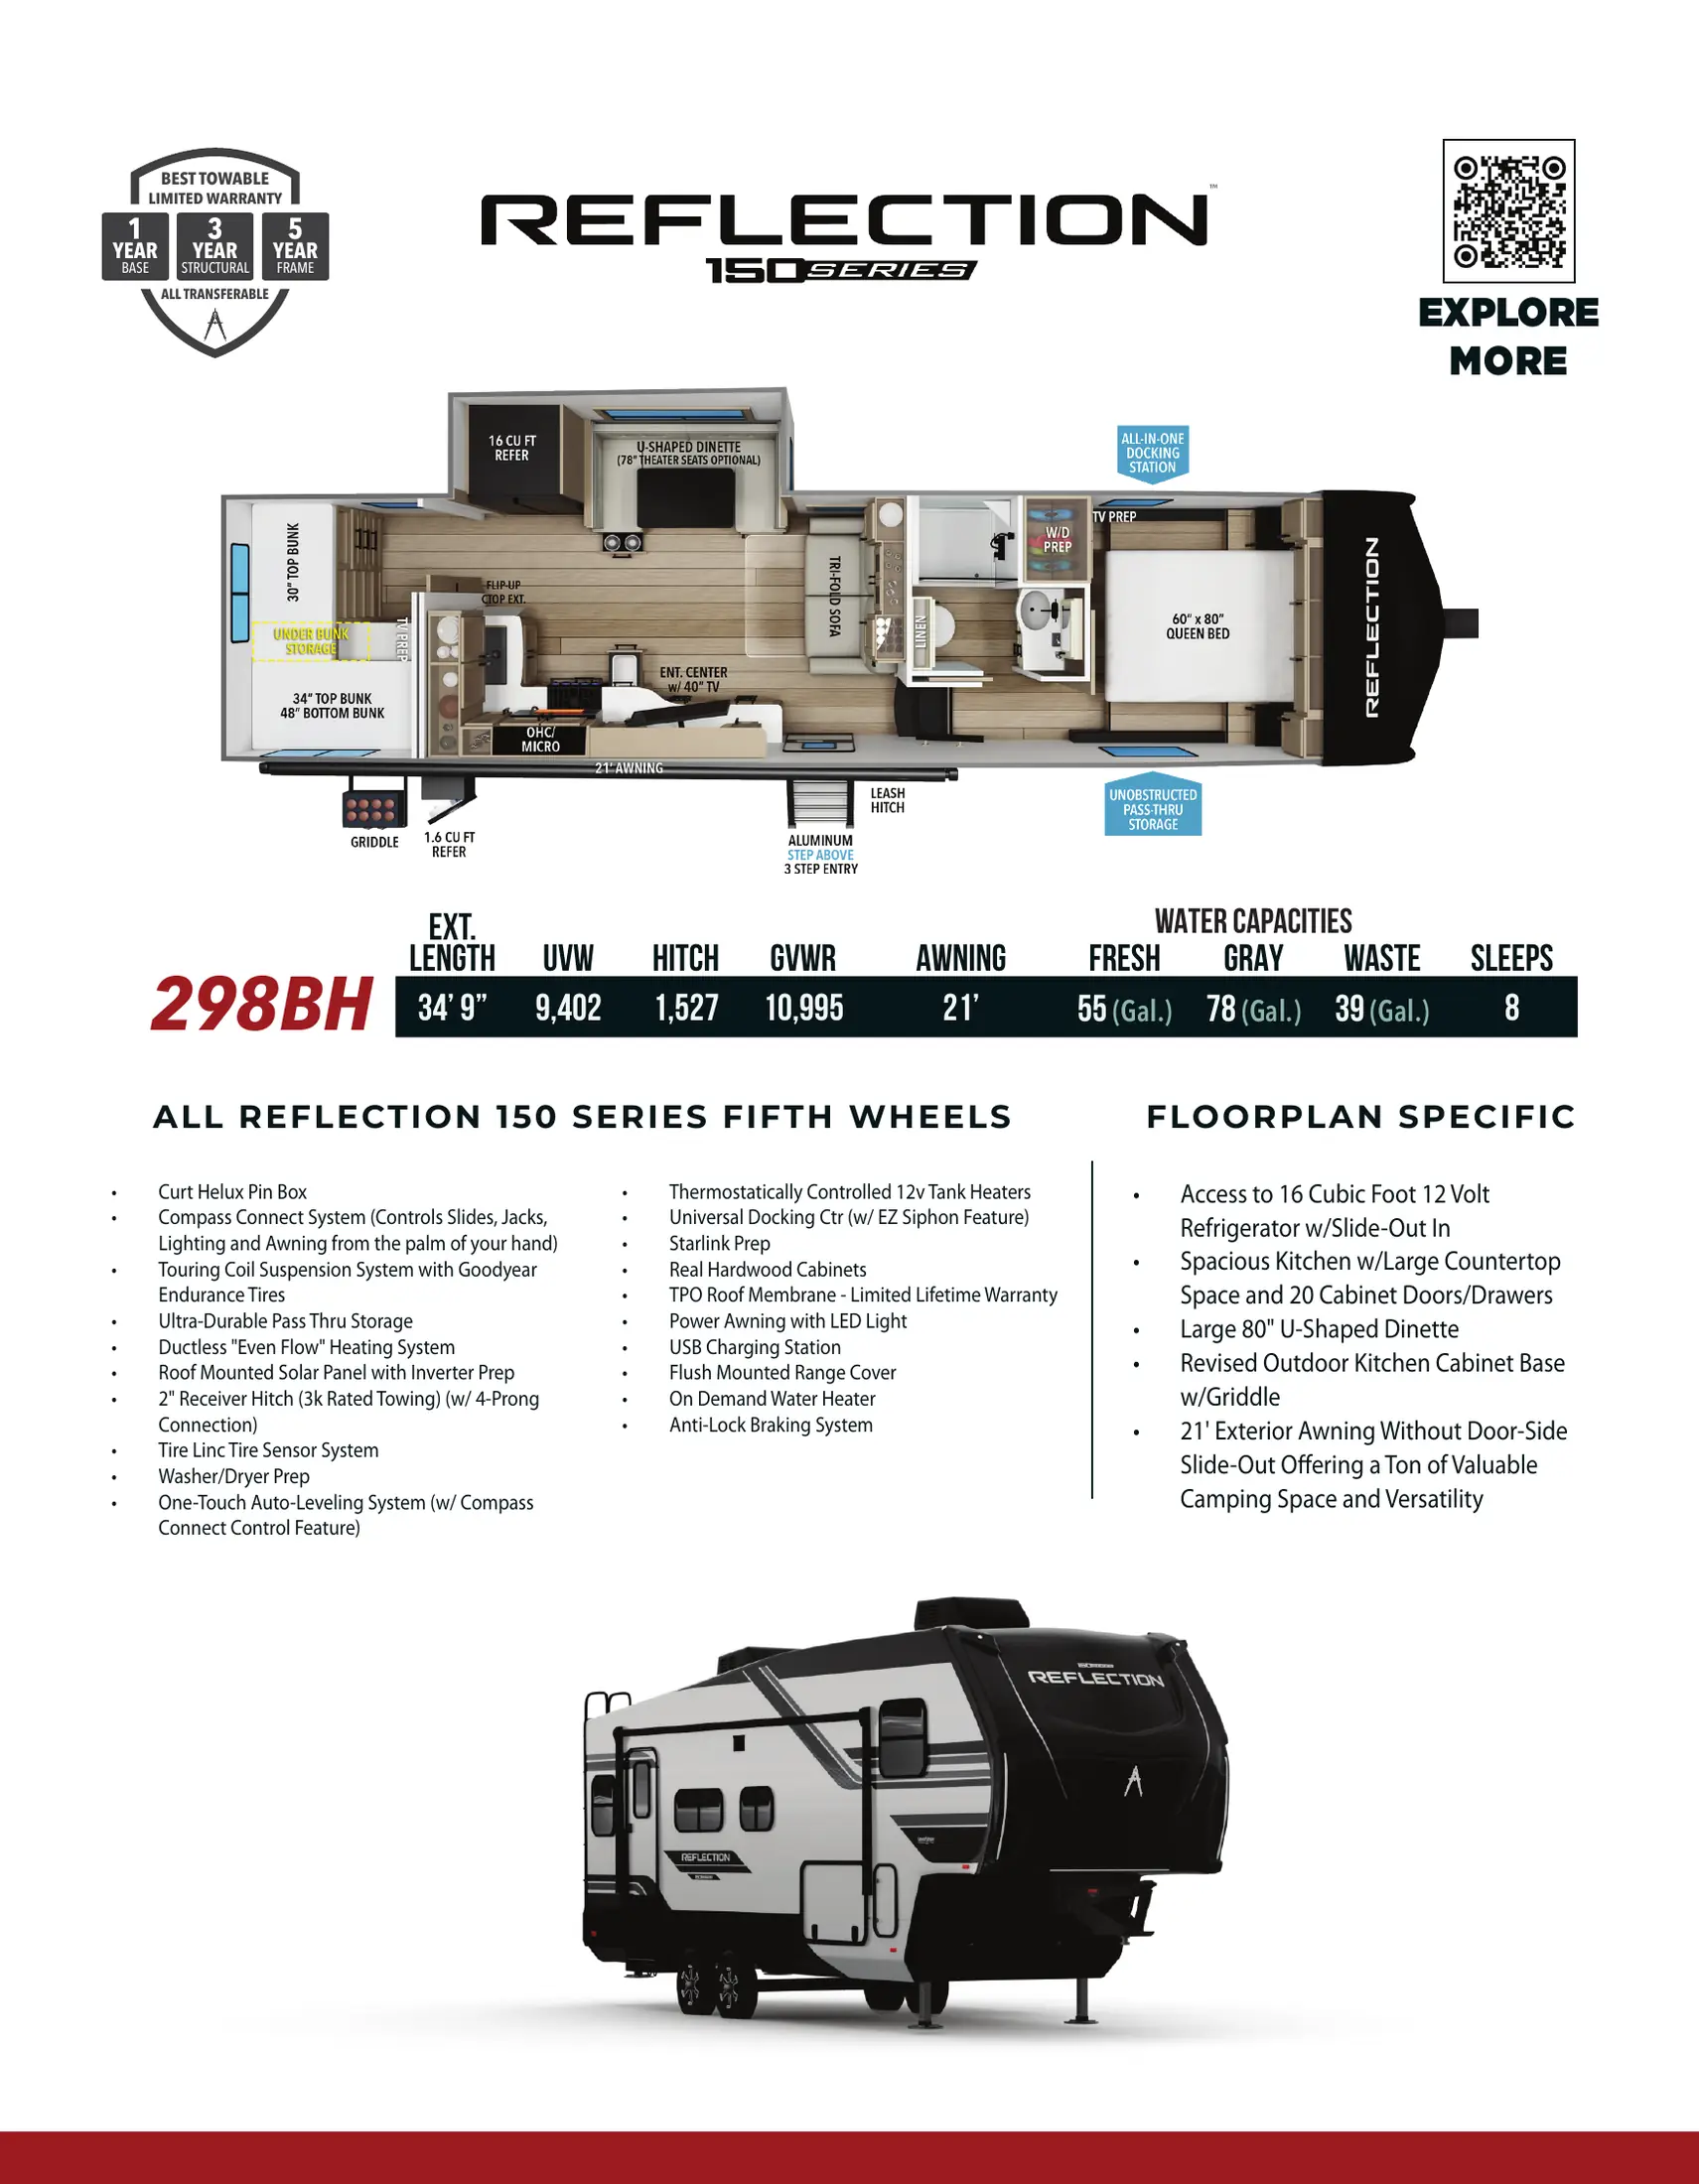 BEST TOWABLE
LIMITED WARRANTY
1
YEAR
BASE
3
YEAR
STRUCTURAL
5
YEAR
FRAME
ALL TRANSFERABLE
REFLECTION™
150 SERIES
EXPLORE
MORE
16 CU FT
REFER
U-SHAPED DINETTE
(78" THEATER SEATS OPTIONAL)
ALL-IN-ONE
DOCKING
STATION
30" TOP BUNK
TV PREP
W/D
PREP
FLIP-UP
CTOP EXT.
TRI-FOLD SOFA
LINEN
60" x 80"
QUEEN BED
REFLECTION
UNDER BUNK
STORAGE
TV PREP
34" TOP BUNK
48" BOTTOM BUNK
ENT. CENTER
w/ 40" TV
OHC/
MICRO
21' AWNING
GRIDDLE
1.6 CU FT
REFER
LEASH
HITCH
ALUMINUM
STEP ABOVE
3 STEP ENTRY
UNOBSTRUCTED
PASS-THRU
STORAGE
WATER CAPACITIES
EXT.
LENGTH UVW HITCH GVWR AWNING FRESH GRAY WASTE SLEEPS
298BH 34' 9" 9,402 1,527 10,995 21' 55 (Gal.) 78 (Gal.) 39 (Gal.) 8
ALL REFLECTION 150 SERIES FIFTH WHEELS
• Curt Helux Pin Box
• Compass Connect System (Controls Slides, Jacks,
Lighting and Awning from the palm of your hand)
• Touring Coil Suspension System with Goodyear
Endurance Tires
• Ultra-Durable Pass Thru Storage
• Ductless "Even Flow" Heating System
• Roof Mounted Solar Panel with Inverter Prep
• 2" Receiver Hitch (3k Rated Towing) (w/ 4-Prong
Connection)
• Tire Linc Tire Sensor System
• Washer/Dryer Prep
• One-Touch Auto-Leveling System (w/ Compass
Connect Control Feature)
• Thermostatically Controlled 12v Tank Heaters
• Universal Docking Ctr (w/ EZ Siphon Feature)
• Starlink Prep
• Real Hardwood Cabinets
• TPO Roof Membrane - Limited Lifetime Warranty
• Power Awning with LED Light
• USB Charging Station
• Flush Mounted Range Cover
• On Demand Water Heater
• Anti-Lock Braking System
FLOORPLAN SPECIFIC
• Access to 16 Cubic Foot 12 Volt
Refrigerator w/Slide-Out In
• Spacious Kitchen w/Large Countertop
Space and 20 Cabinet Doors/Drawers
• Large 80" U-Shaped Dinette
• Revised Outdoor Kitchen Cabinet Base
w/Griddle
• 21' Exterior Awning Without Door-Side
Slide-Out Offering a Ton of Valuable
Camping Space and Versatility
REFLECTION
REFLECTION